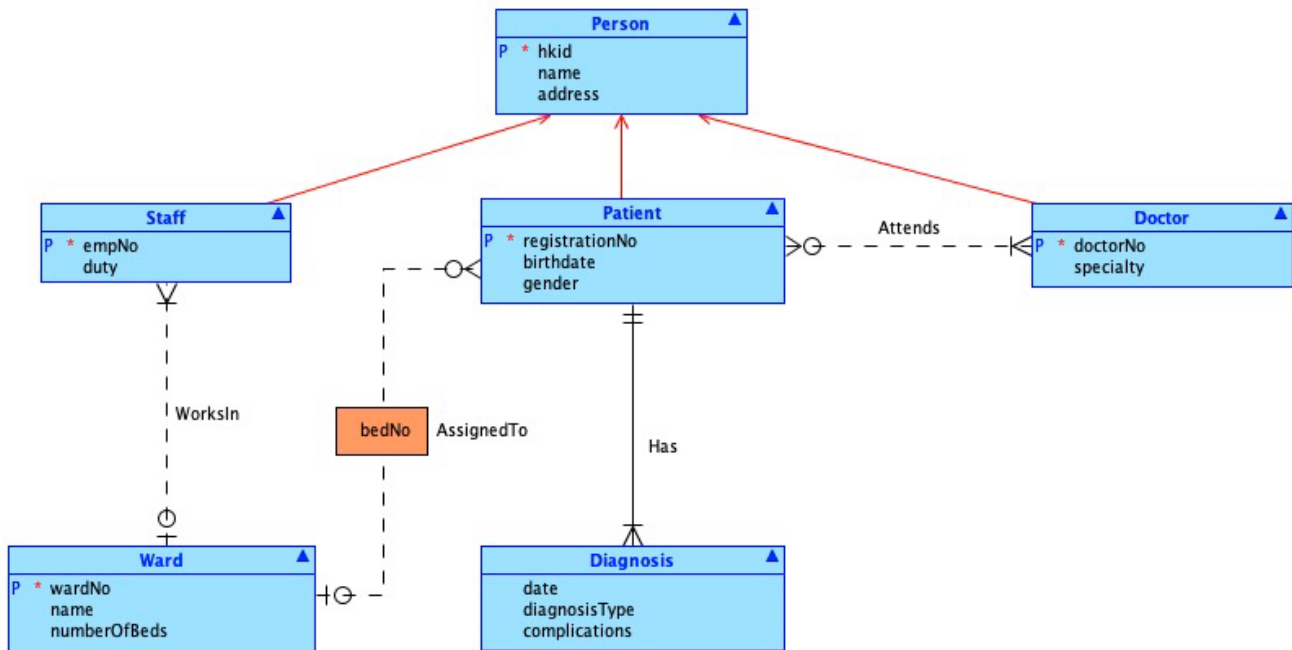 Person
P * hkid
name
address
Staff
P * empNo
duty
Patient
P * registrationNo
birthdate
gender
Attends
Doctor
P * doctorNo
specialty
WorksIn
bedNo
AssignedTo
Has
Ward
P * wardNo
name
numberOfBeds
Diagnosis
date
diagnosisType
complications